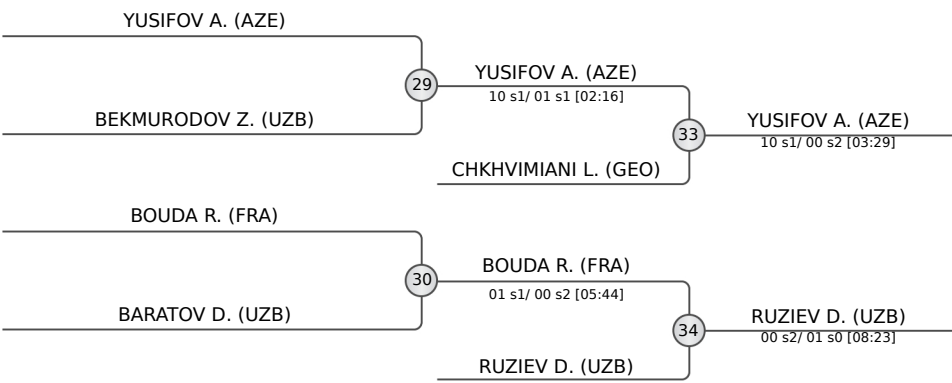 YUSIFOV A. (AZE)
29
BEKMURODOV Z. (UZB)
YUSIFOV A. (AZE)
10 s1/ 01 s1 [02:16]
33
CHKHVIMIANI L. (GEO)
YUSIFOV A. (AZE)
10 s1/ 00 s2 [03:29]
BOUDA R. (FRA)
30
BARATOV D. (UZB)
BOUDA R. (FRA)
01 s1/ 00 s2 [05:44]
34
RUZIEV D. (UZB)
RUZIEV D. (UZB)
00 s2/ 01 s0 [08:23]